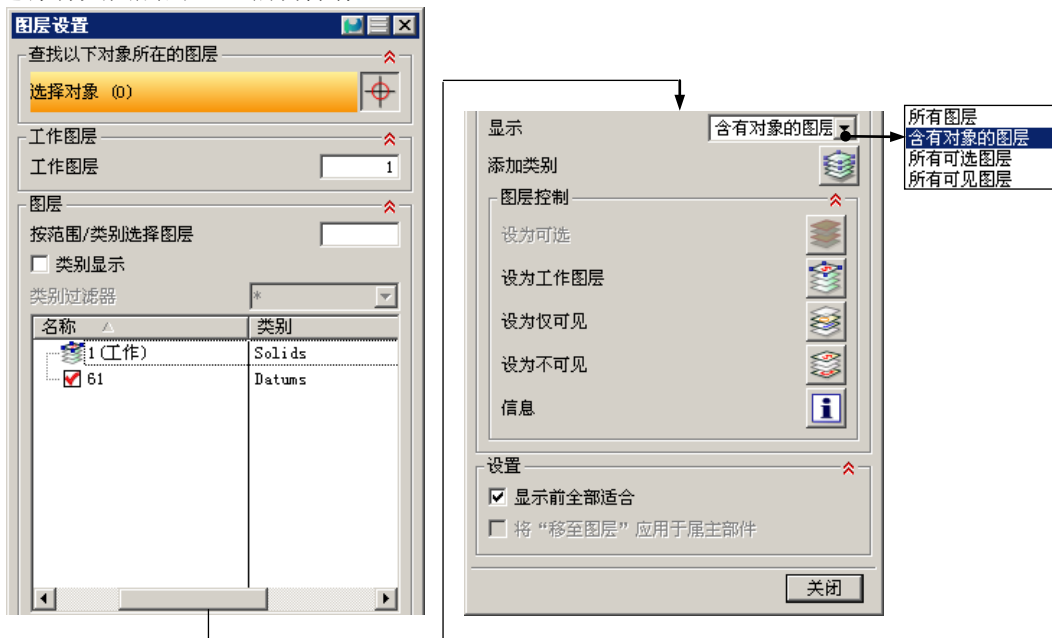 图层设置
查找以下对象所在的图层
选择对象 (0)
工作图层
工作图层 1
图层
按范围/类别选择图层
类别显示
类别过滤器 *
名称 类别
1(工作) Solids
61 Datums
显示 含有对象的图层
添加类别
图层控制
设为可选
设为工作图层
设为仅可见
设为不可见
信息
设置
显示前全部适合
将“移至图层”应用于属主部件
关闭
所有图层
含有对象的图层
所有可选图层
所有可见图层